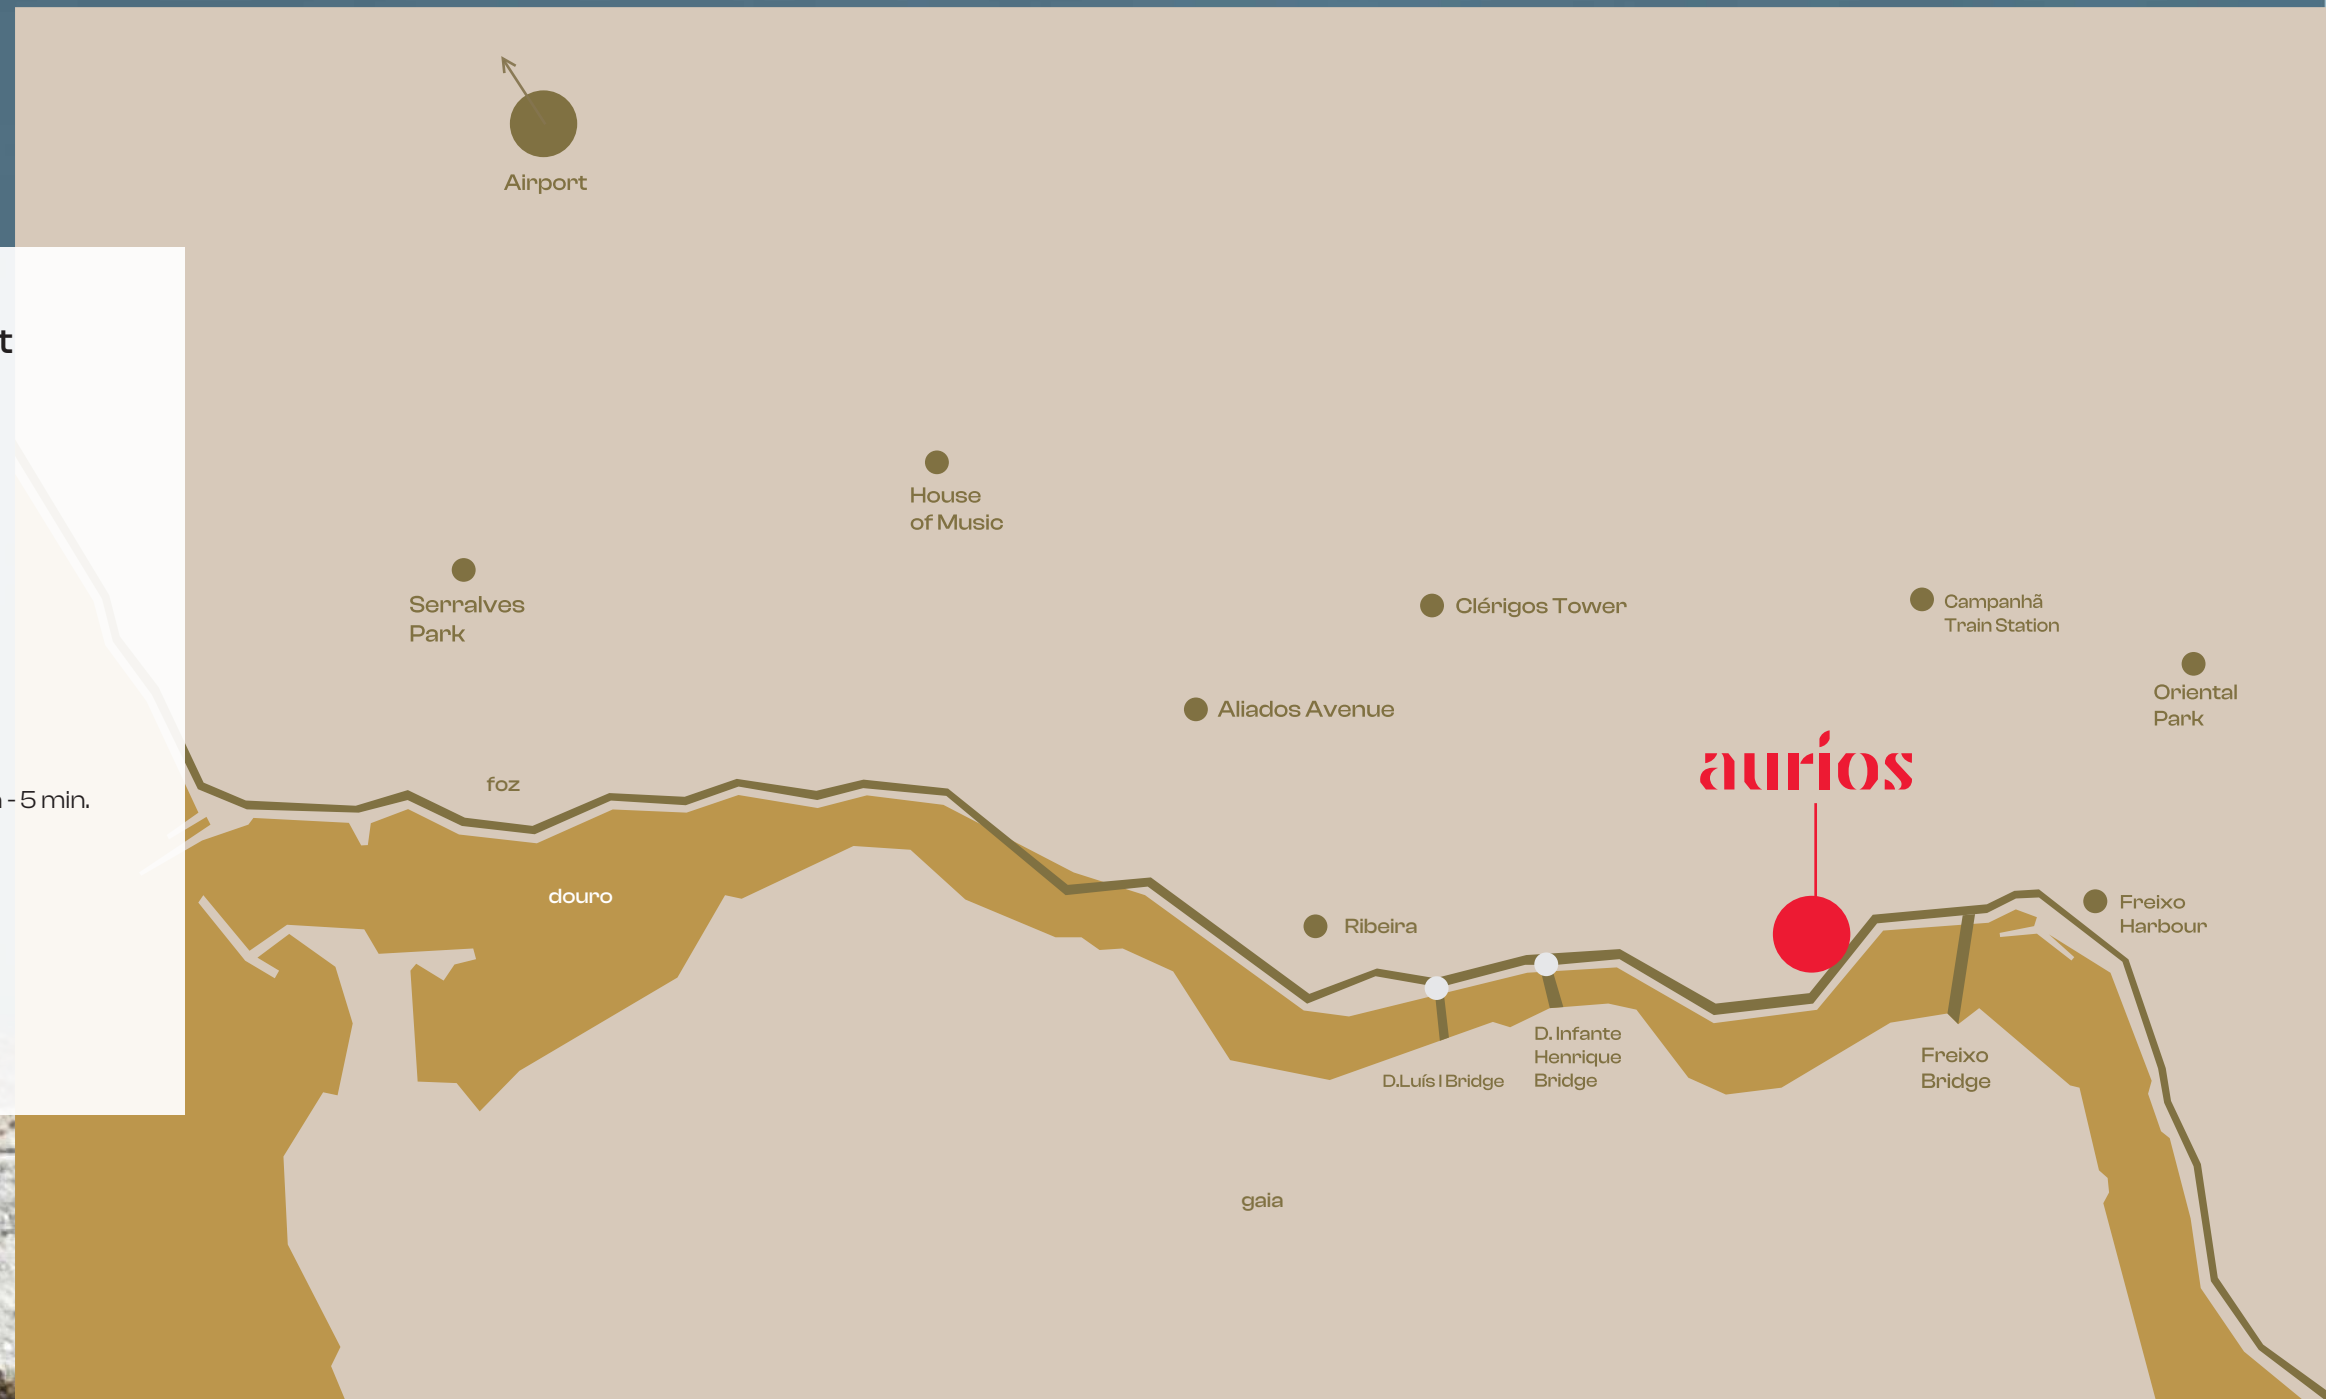 Airport
t
House
of Music
Serralves
Park
Clérigos Tower
Campanhã
Train Station
Oriental
Park
Aliados Avenue
aurios
foz
- 5 min.
douro
Ribeira
Freixo
Harbour
D. Infante
Henrique
Bridge
D.Luís I Bridge
Freixo
Bridge
gaia